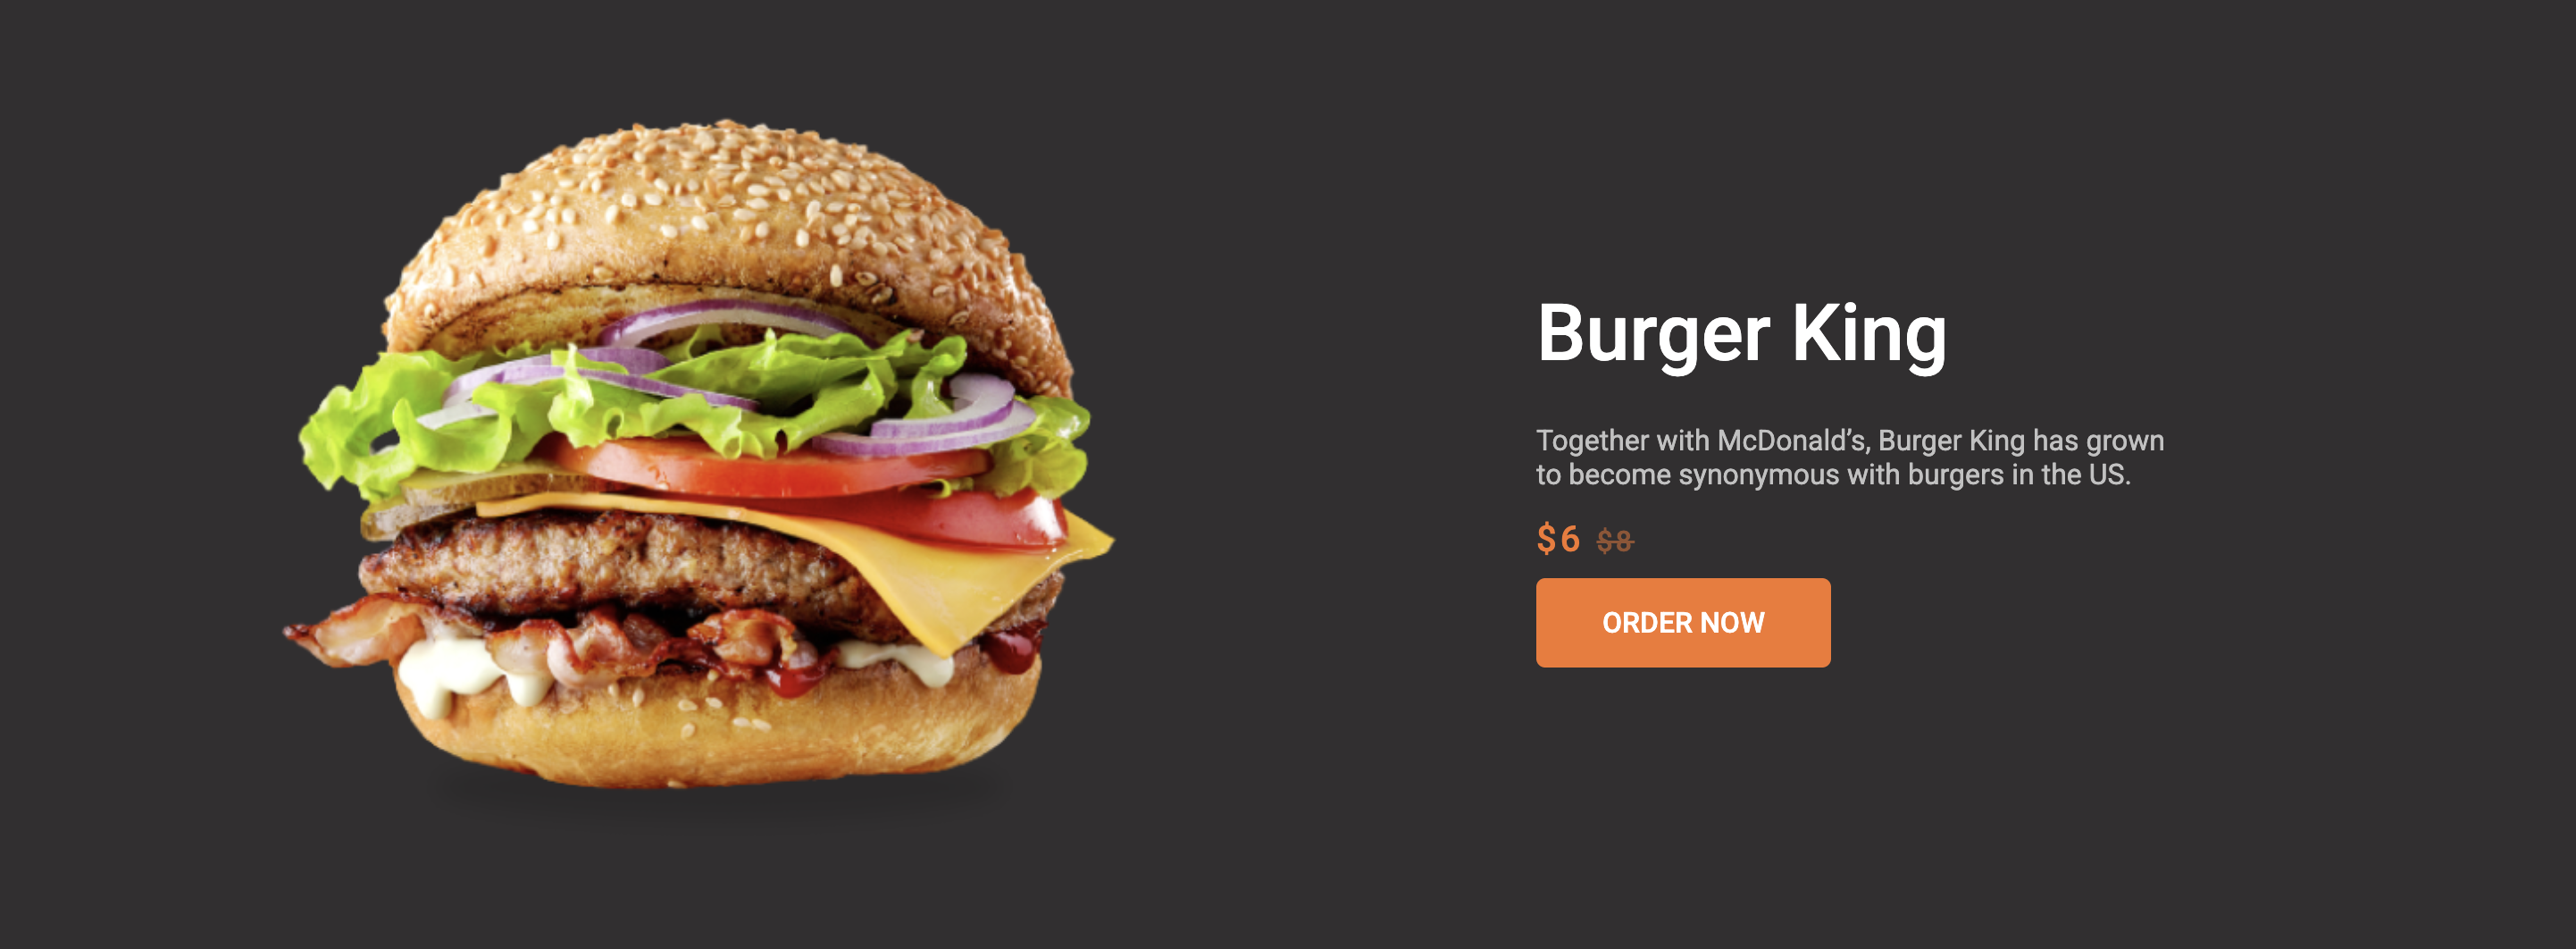 Burger King
Together with McDonald’s, Burger King has grown
to become synonymous with burgers in the US.
$6 $8
ORDER NOW